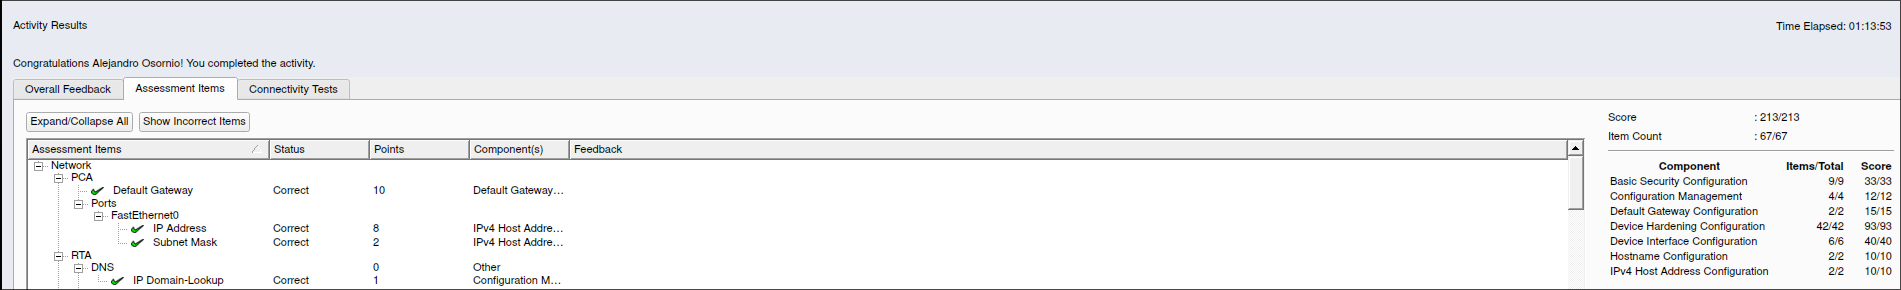 Activity Results
Time Elapsed: 01:13:53
Congratulations Alejandro Osornio! You completed the activity.
Overall Feedback Assessment Items Connectivity Tests
Expand/Collapse All Show Incorrect Items
Assessment Items Status Points Component(s) Feedback
Network
PCA
Default Gateway Correct 10 Default Gateway...
Ports
FastEthernet0
IP Address Correct 8 IPv4 Host Addre...
Subnet Mask Correct 2 IPv4 Host Addre...
RTA
DNS 0 Other
IP Domain-Lookup Correct 1 Configuration M...
Score : 213/213
Item Count : 67/67
Component Items/Total Score
Basic Security Configuration 9/9 33/33
Configuration Management 4/4 12/12
Default Gateway Configuration 2/2 15/15
Device Hardening Configuration 42/42 93/93
Device Interface Configuration 6/6 40/40
Hostname Configuration 2/2 10/10
IPv4 Host Address Configuration 2/2 10/10